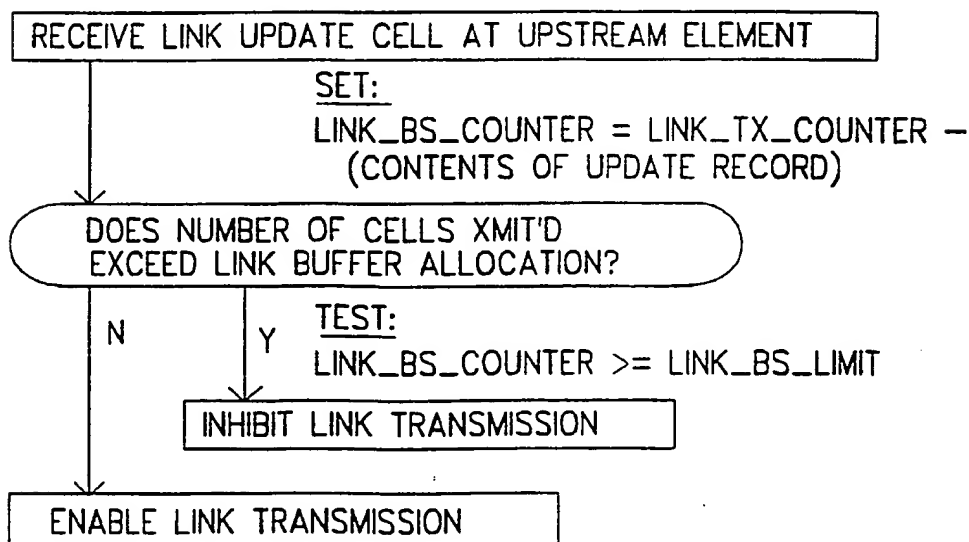 RECEIVE LINK UPDATE CELL AT UPSTREAM ELEMENT
SET:
LINK_BS_COUNTER = LINK_TX_COUNTER –
(CONTENTS OF UPDATE RECORD)
DOES NUMBER OF CELLS XMIT'D
EXCEED LINK BUFFER ALLOCATION?
N
Y
TEST:
LINK_BS_COUNTER >= LINK_BS_LIMIT
INHIBIT LINK TRANSMISSION
ENABLE LINK TRANSMISSION